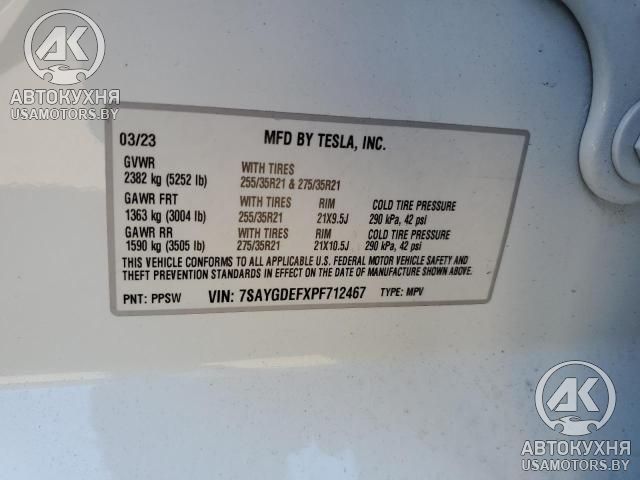 AK
АВТОКУХНЯ
USAMOTORS.BY
03/23 MFD BY TESLA, INC.
GVWR WITH TIRES
2382 kg (5252 lb) 255/35R21 & 275/35R21
GAWR FRT WITH TIRES RIM COLD TIRE PRESSURE
1363 kg (3004 lb) 255/35R21 21X9.5J 290 kPa, 42 psi
GAWR RR WITH TIRES RIM COLD TIRE PRESSURE
1590 kg (3505 lb) 275/35R21 21X10.5J 290 kPa, 42 psi
THIS VEHICLE CONFORMS TO ALL APPLICABLE U.S. FEDERAL MOTOR VEHICLE SAFETY AND
THEFT PREVENTION STANDARDS IN EFFECT ON THE DATE OF MANUFACTURE SHOWN ABOVE.
PNT: PPSW VIN: 7SAYGDEFXPF712467 TYPE: MPV
AK
АВТОКУХНЯ
USAMOTORS.BY